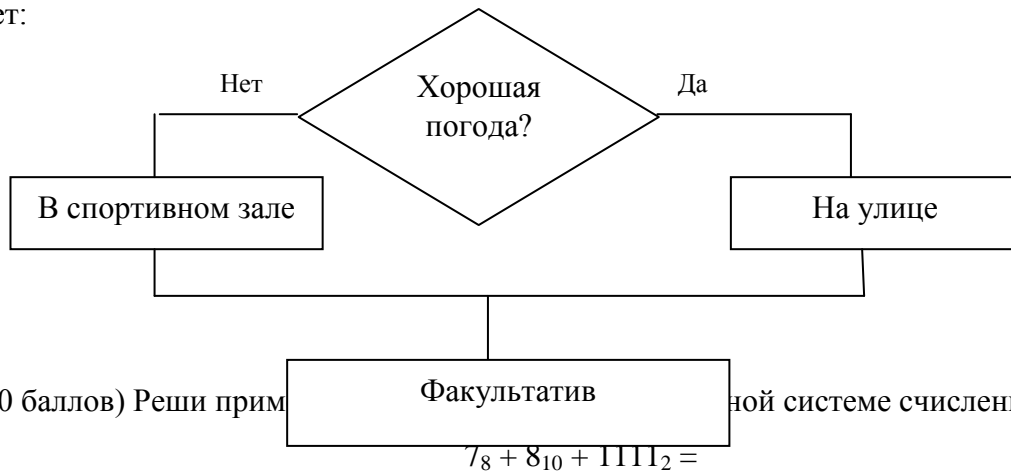 ет:
Нет
Хорошая
погода?
Да
В спортивном зале
На улице
Факультатив
0 баллов) Реши прим ной системе счислен
7₈ + 8₁₀ + 1111₂ =